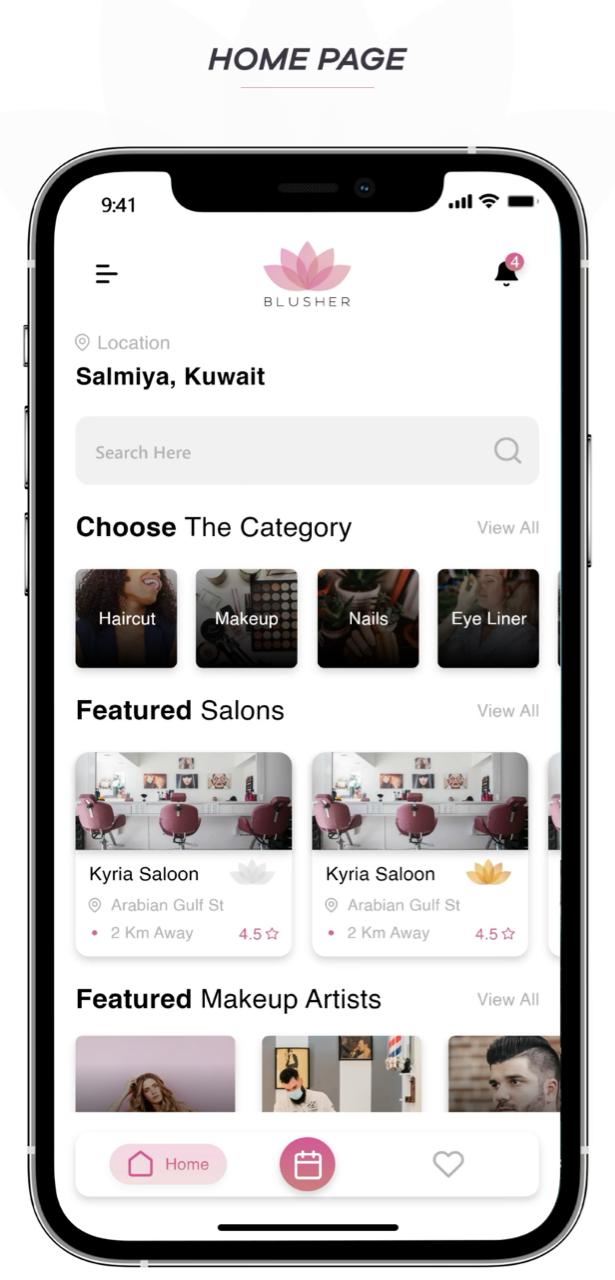 HOME PAGE
9:41
4
BLUSHER
Location
Salmiya, Kuwait
Search Here
Choose The Category View All
Haircut Makeup Nails Eye Liner
Featured Salons View All
Kyria Saloon Kyria Saloon
Arabian Gulf St Arabian Gulf St
2 Km Away 4.5 2 Km Away 4.5
Featured Makeup Artists View All
Home